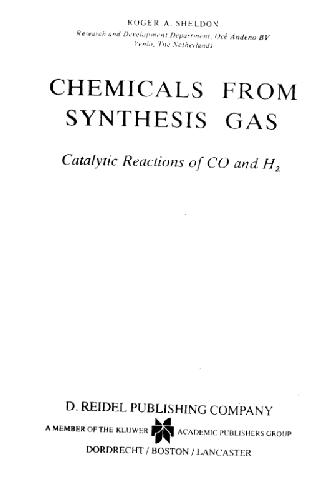 ROGER A. SHELDON
Research and Development Department, Océ Andeno BV
Venlo, The Netherlands
CHEMICALS FROM
SYNTHESIS GAS
Catalytic Reactions of CO and H₂
D. REIDEL PUBLISHING COMPANY
A MEMBER OF THE KLUWER ACADEMIC PUBLISHERS GROUP
DORDRECHT / BOSTON / LANCASTER